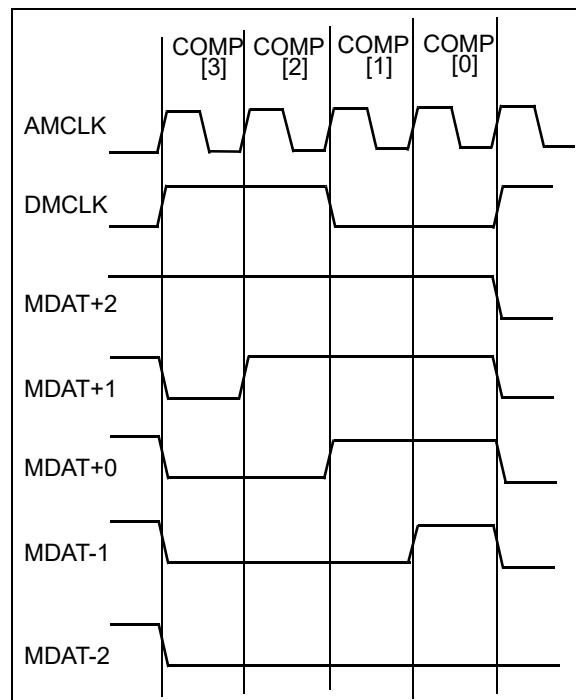 COMP COMP COMP COMP
[3] [2] [1] [0]
AMCLK
DMCLK
MDAT+2
MDAT+1
MDAT+0
MDAT-1
MDAT-2